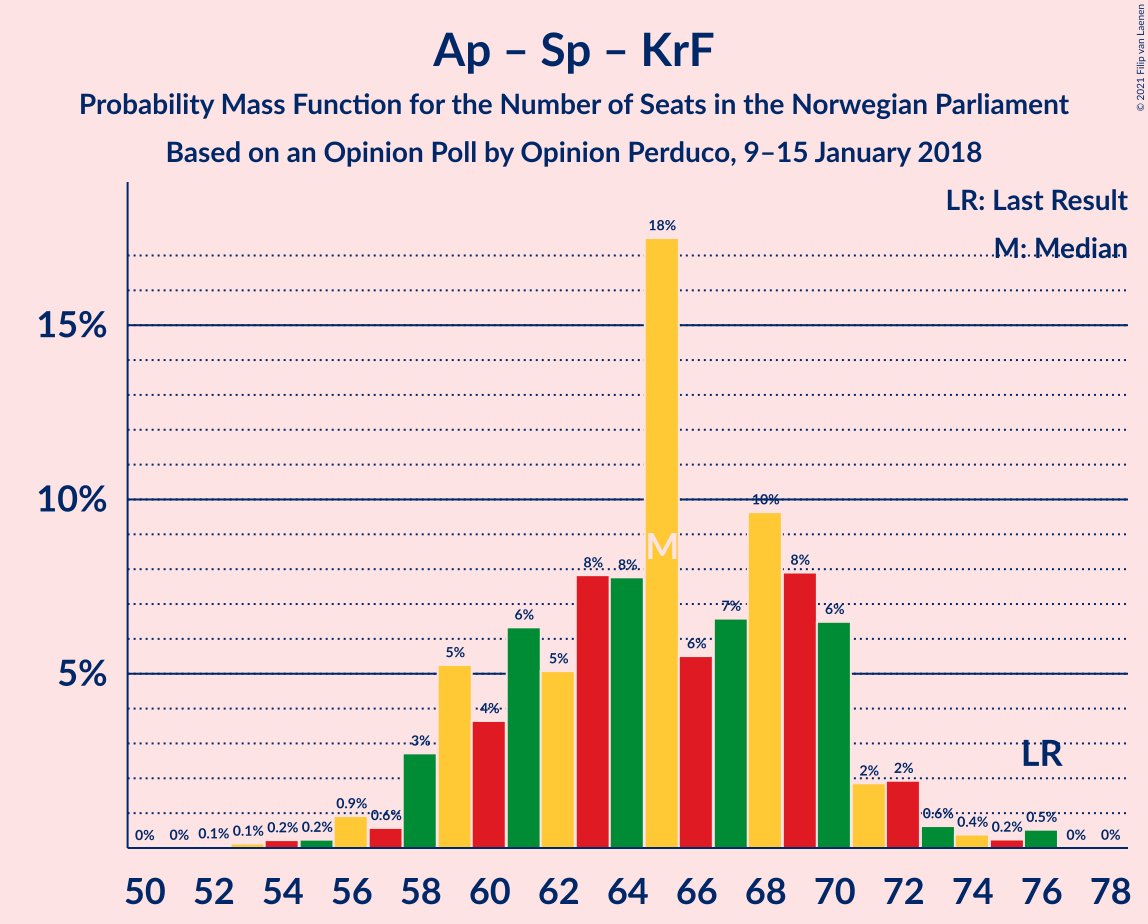 Ap – Sp – KrF
Probability Mass Function for the Number of Seats in the Norwegian Parliament
Based on an Opinion Poll by Opinion Perduco, 9–15 January 2018
© 2021 Filip van Laenen
LR: Last Result
M: Median
15%
10%
5%
0% 0% 0.1% 0.1% 0.2% 0.2% 0.9% 0.6% 3% 5% 4% 6% 5% 8% 8% 18% 6% 7% 10% 8% 6% 2% 2% 0.6% 0.4% 0.2% 0.5% 0% 0%
M
LR
50 52 54 56 58 60 62 64 66 68 70 72 74 76 78